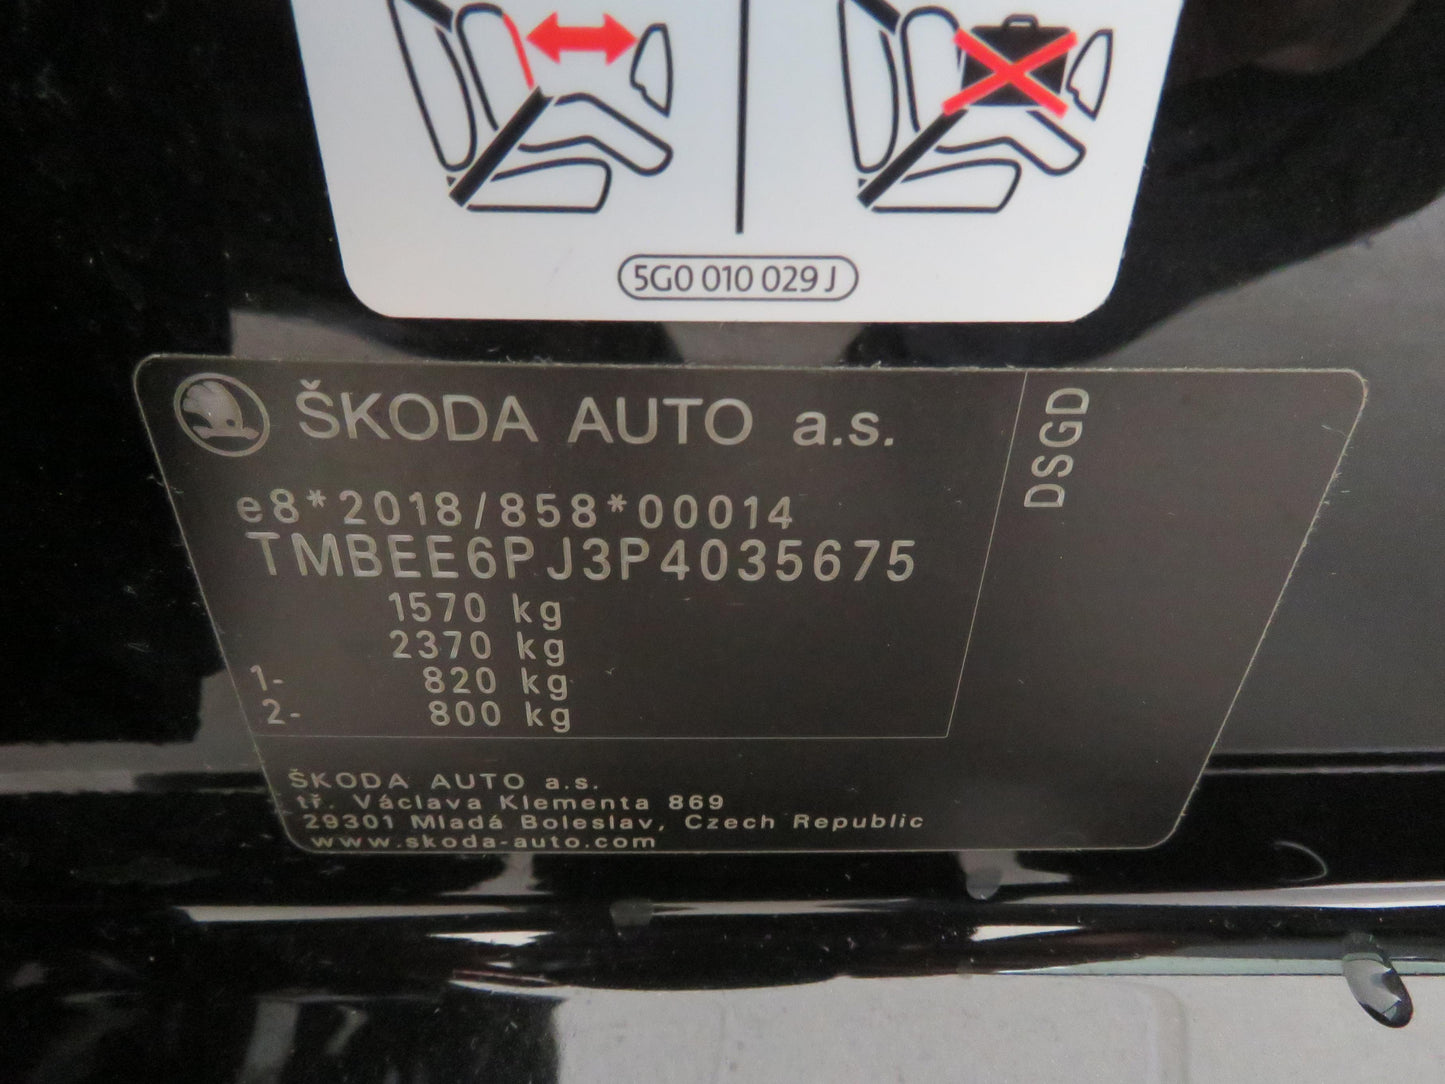 5G0 010 029 J
ŠKODA AUTO a.s.
DSGD
e8*2018/858*00014
TMBEE6PJ3P4035675
1570 kg
2370 kg
1- 820 kg
2- 800 kg
ŠKODA AUTO a.s.
tř. Václava Klementa 869
29301 Mladá Boleslav, Czech Republic
www.skoda-auto.com